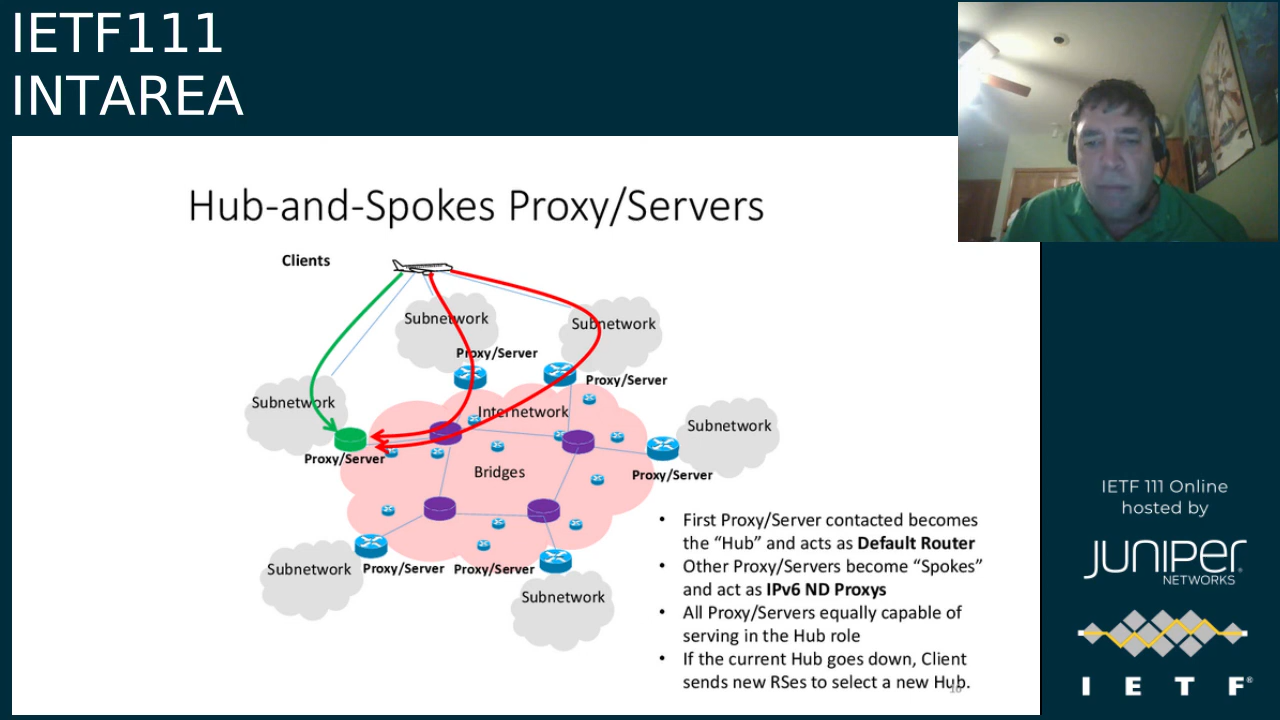 IETF111
INTAREA
Hub-and-Spokes Proxy/Servers
Clients
Subnetwork
Subnetwork
Proxy/Server
Proxy/Server
Subnetwork
Internetwork
Subnetwork
Proxy/Server
Bridges
Proxy/Server
IETF 111 Online
hosted by
JUNIPER
NETWORKS
• First Proxy/Server contacted becomes
the “Hub” and acts as Default Router
• Other Proxy/Servers become “Spokes”
and act as IPv6 ND Proxys
• All Proxy/Servers equally capable of
serving in the Hub role
• If the current Hub goes down, Client
sends new RSes to select a new Hub.
Subnetwork
Proxy/Server
Proxy/Server
Subnetwork
I E T F®